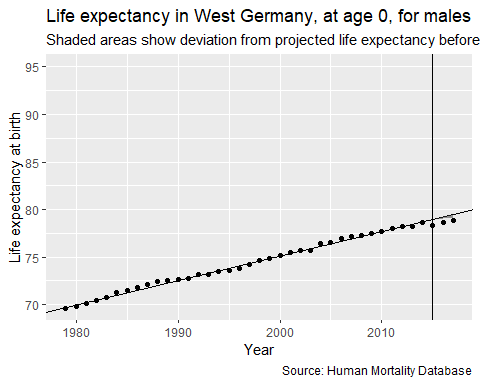 Life expectancy in West Germany, at age 0, for males
Shaded areas show deviation from projected life expectancy before
95
90
85
80
75
70
Life expectancy at birth
1980 1990 2000 2010
Year
Source: Human Mortality Database